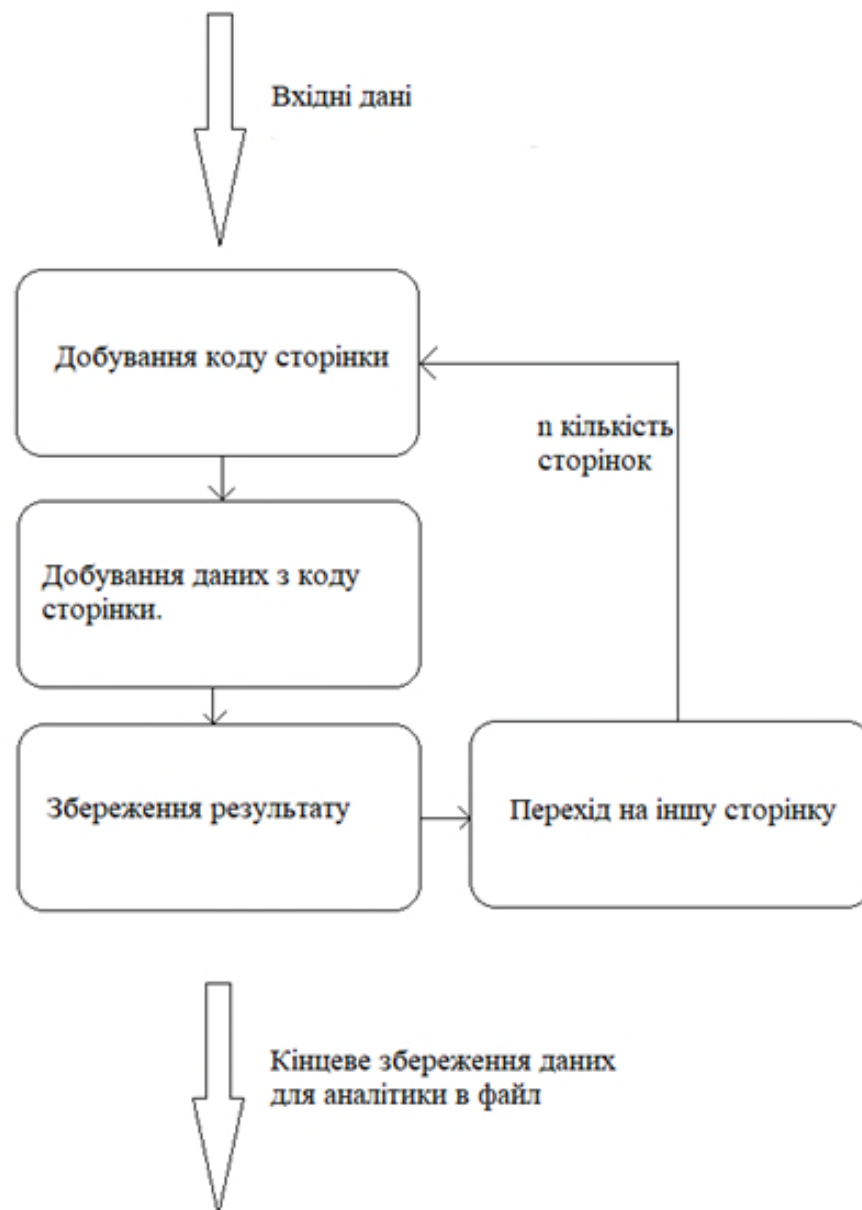 Вхідні дані
Добування коду сторінки
n кількість
сторінок
Добування даних з коду
сторінки.
Збереження результату
Перехід на іншу сторінку
Кінцеве збереження даних
для аналітики в файл